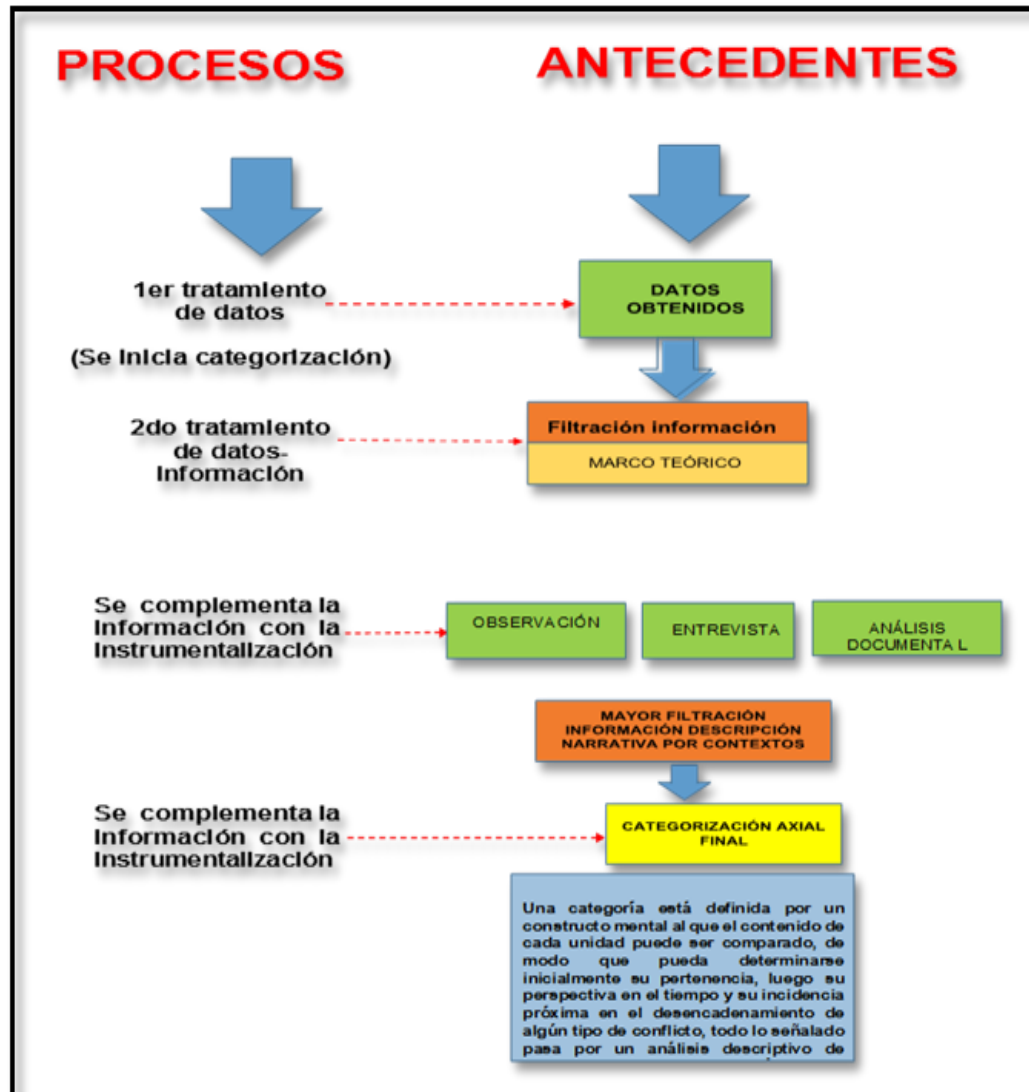 PROCESOS
ANTECEDENTES
1er tratamiento
de datos
(Se inicia categorización)
DATOS
OBTENIDOS
2do tratamiento
de datos-
Información
Filtración información
MARCO TEÓRICO
Se complementa la
Información con la
Instrumentalización
OBSERVACIÓN
ENTREVISTA
ANÁLISIS
DOCUMENTA L
MAYOR FILTRACIÓN
INFORMACIÓN DESCRIPCIÓN
NARRATIVA POR CONTEXTOS
Se complementa la
Información con la
Instrumentalización
CATEGORIZACIÓN AXIAL
FINAL
Una categoría está definida por un
constructo mental al que el contenido de
cada unidad puede ser comparado, de
modo que pueda determinarse
inicialmente su pertenencia, luego su
perspectiva en el tiempo y su incidencia
próxima en el desencadenamiento de
algún tipo de conflicto, todo lo señalado
pasa por un análisis descriptivo de